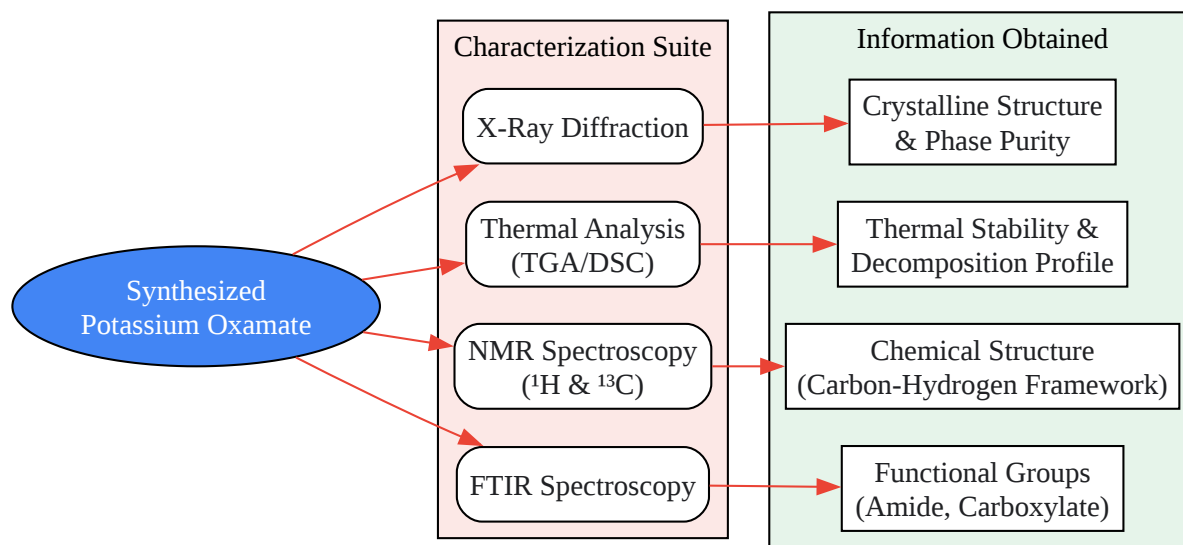 Characterization Suite
Information Obtained
X-Ray Diffraction
Crystalline Structure
& Phase Purity
Thermal Analysis
(TGA/DSC)
Thermal Stability &
Decomposition Profile
Synthesized
Potassium Oxamate
NMR Spectroscopy
(¹H & ¹³C)
Chemical Structure
(Carbon-Hydrogen Framework)
FTIR Spectroscopy
Functional Groups
(Amide, Carboxylate)